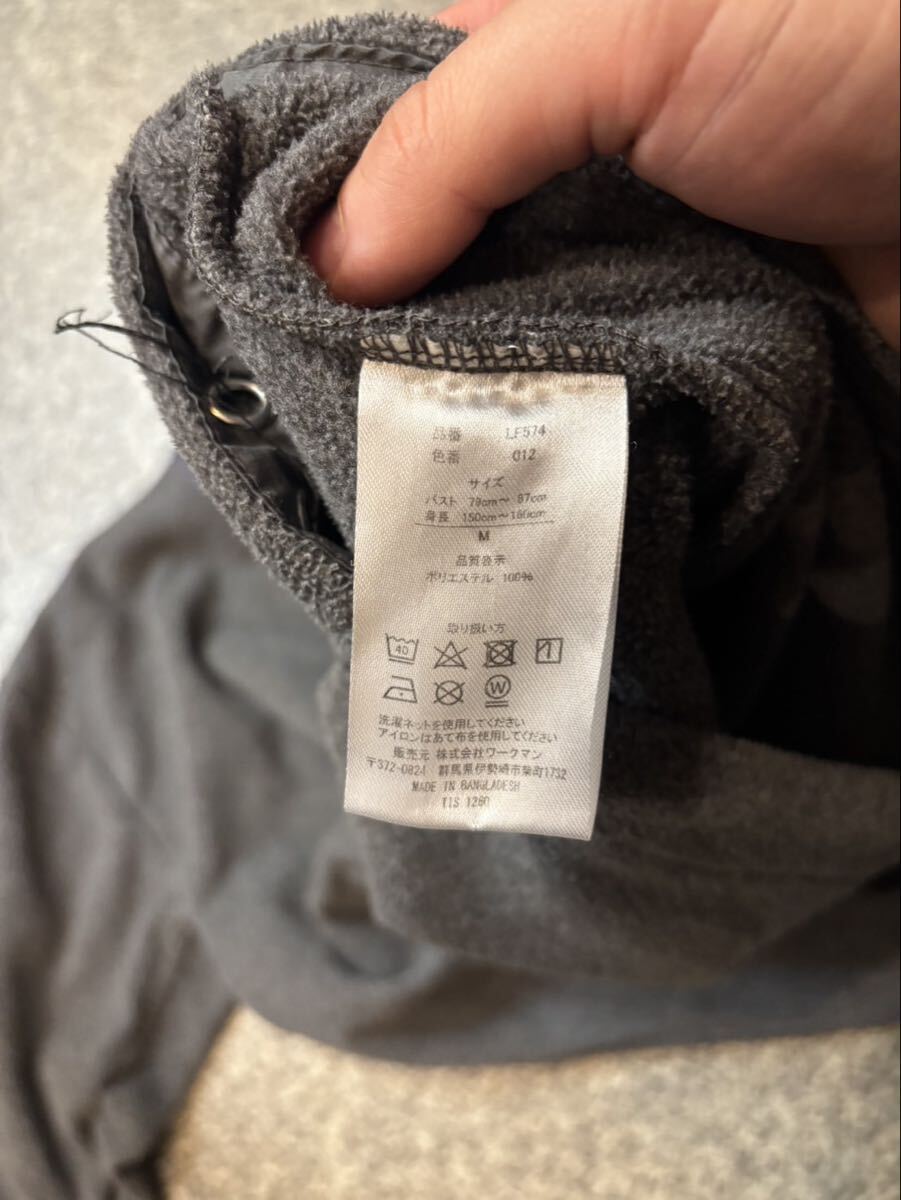 品番 LF574
色番 012
サイズ
バスト 79cm～ 87cm
身長 150cm～160cm
M
品質表示
ポリエステル 100%
取り扱い方
40
W
洗濯ネットを使用してください
アイロンはあて布を使用してください
販売元 株式会社ワークマン
〒372-0824 群馬県伊勢崎市柴町1732
MADE IN BANGLADESH
TIS 1260